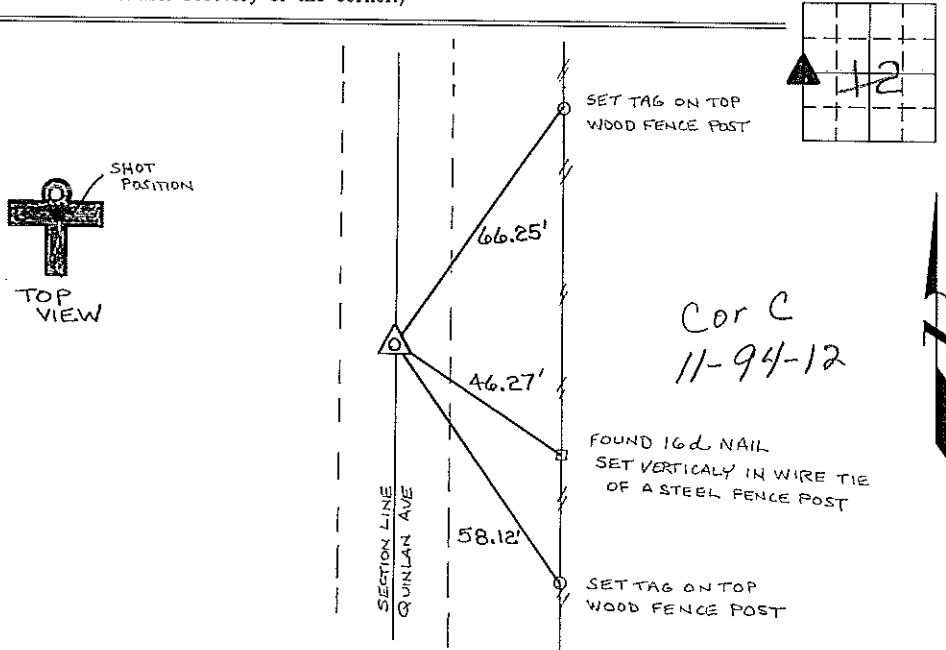 SET TAG ON TOP
WOOD FENCE POST
12
SHOT
POSITION
TOP
VIEW
66.25'
Cor C
11-94-12
46.27'
FOUND 16d NAIL
SET VERTICALY IN WIRE TIE
OF A STEEL FENCE POST
SECTION LINE
QUINLAN AVE
58.12'
SET TAG ON TOP
WOOD FENCE POST